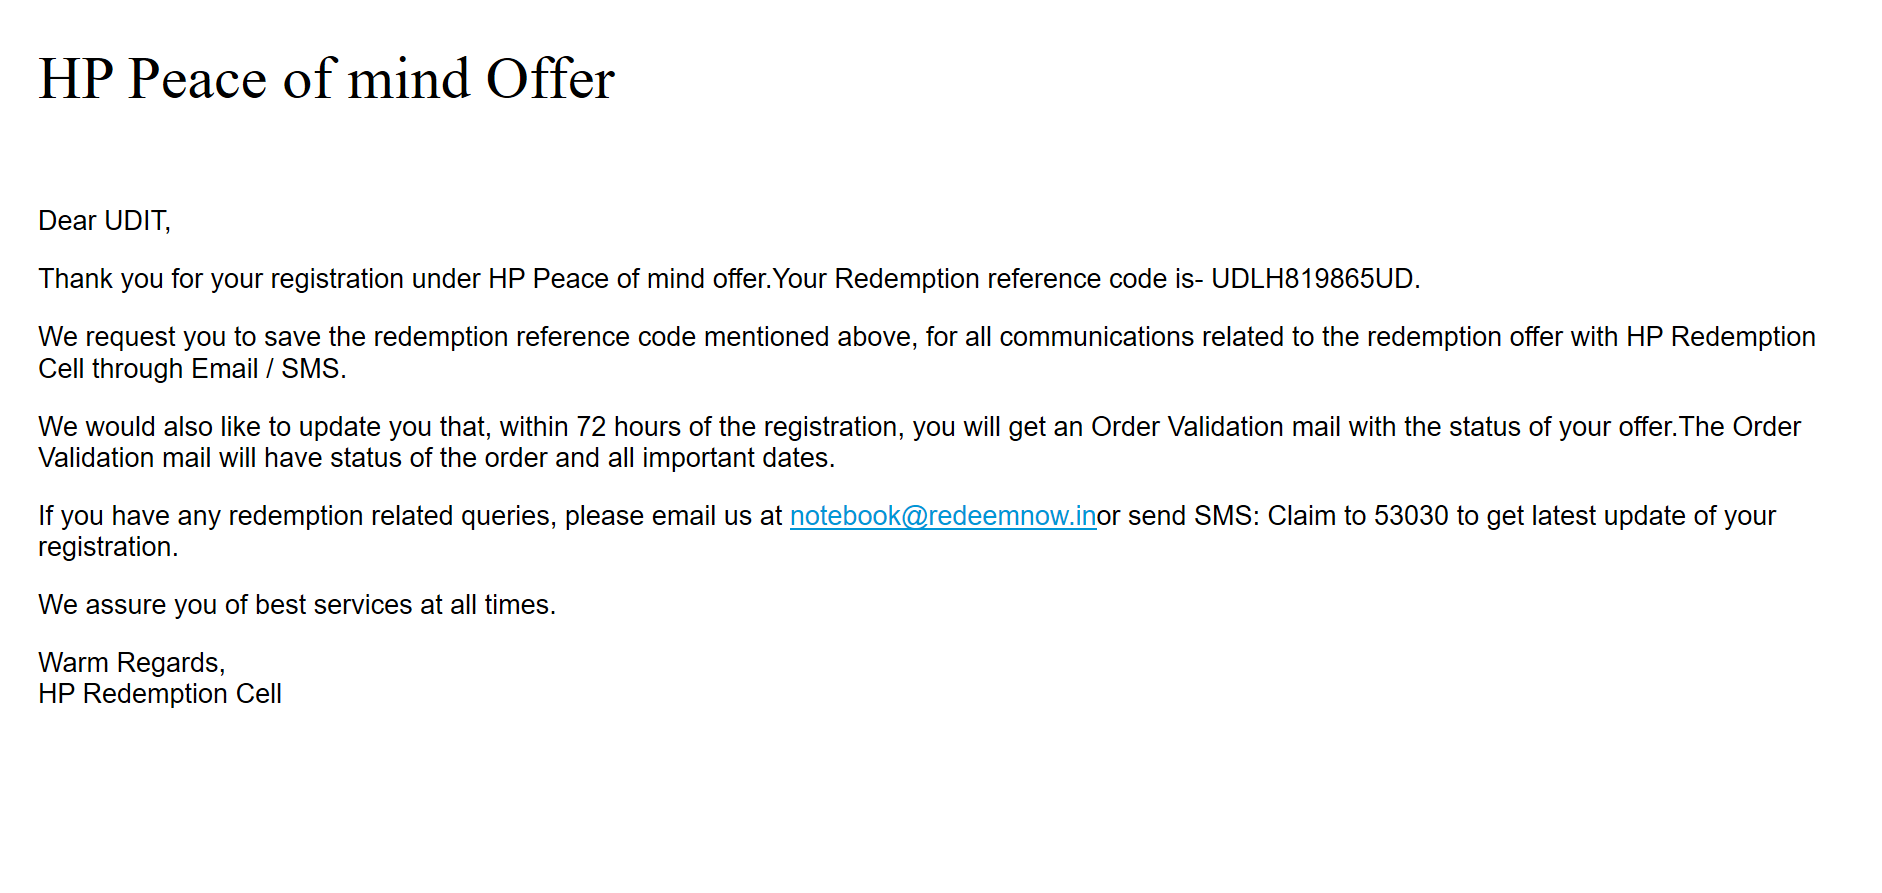 HP Peace of mind Offer
Dear UDIT,
Thank you for your registration under HP Peace of mind offer.Your Redemption reference code is- UDLH819865UD.
We request you to save the redemption reference code mentioned above, for all communications related to the redemption offer with HP Redemption
Cell through Email / SMS.
We would also like to update you that, within 72 hours of the registration, you will get an Order Validation mail with the status of your offer.The Order
Validation mail will have status of the order and all important dates.
If you have any redemption related queries, please email us at notebook@redeemnow.inor send SMS: Claim to 53030 to get latest update of your
registration.
We assure you of best services at all times.
Warm Regards,
HP Redemption Cell